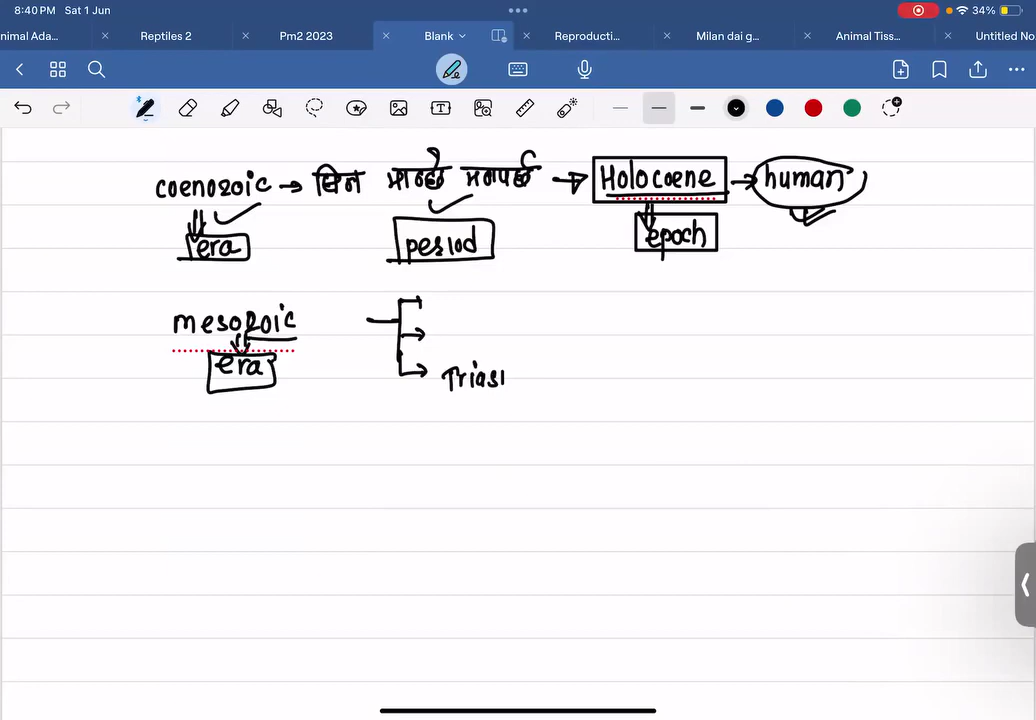 8:40 PM Sat 1 Jun 34%
nimal Ada... Reptiles 2 Pm2 2023 Blank Reproducti... Milan dai g... Animal Tiss... Untitled No
coenozoic → → Holocoene → human
era period epoch
mesozoic
era
Triasi